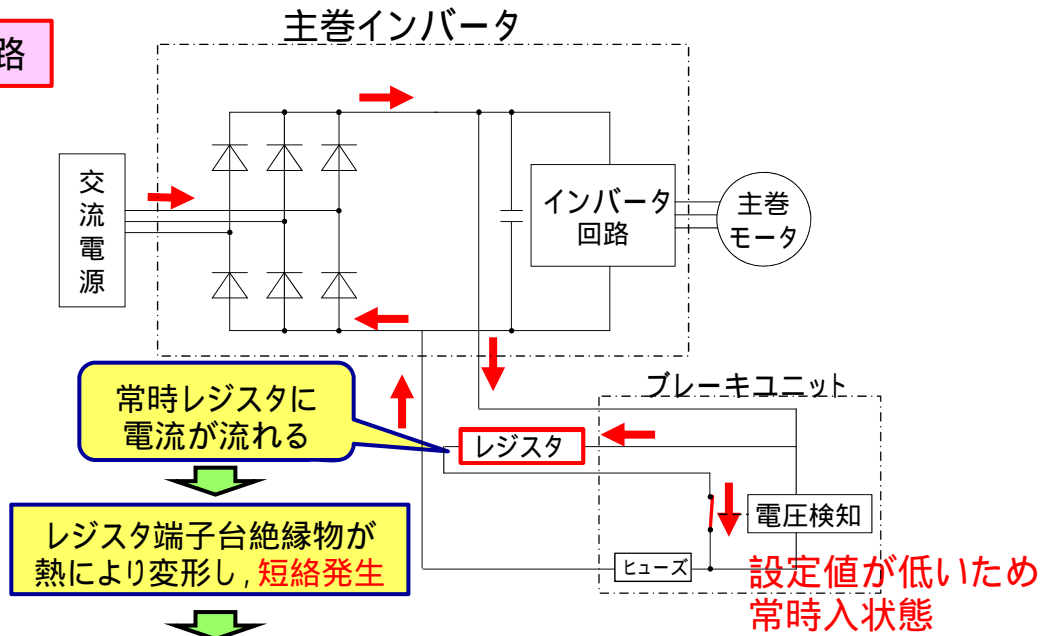 主巻インバータ
路
交流電源
インバータ
回路
主巻
モータ
ブレーキユニット
常時レジスタに
電流が流れる
レジスタ
電圧検知
レジスタ端子台絶縁物が
熱により変形し,短絡発生
ヒューズ
設定値が低いため
常時入状態